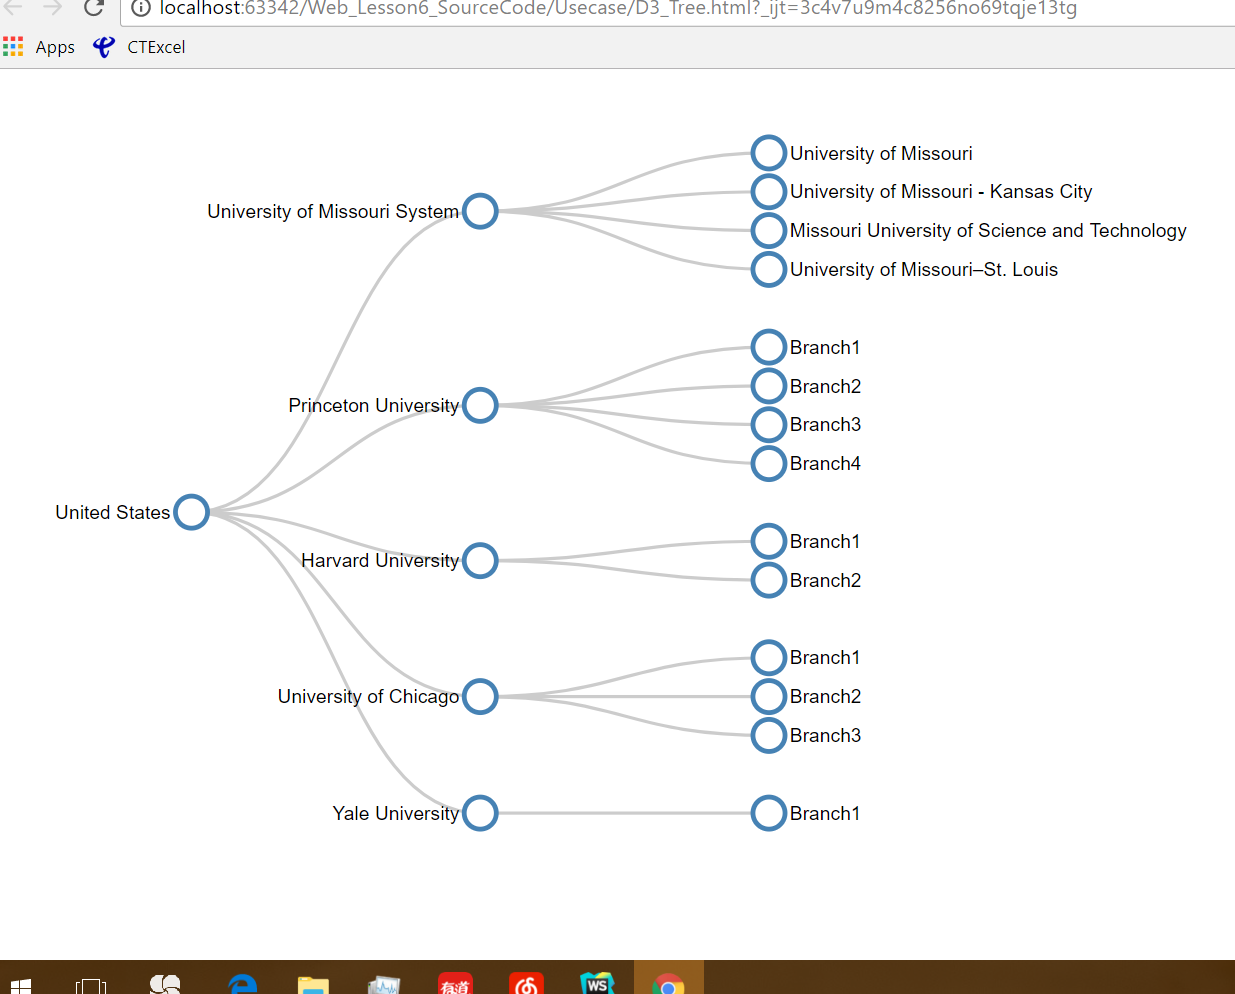 localhost:63342/Web_Lesson6_SourceCode/Usecase/D3_Tree.html?_ijt=3c4v7u9m4c8256no69tqje13tg
Apps CTExcel
University of Missouri
University of Missouri System
University of Missouri - Kansas City
Missouri University of Science and Technology
University of Missouri–St. Louis
Branch1
Branch2
Princeton University
Branch3
Branch4
United States
Branch1
Harvard University
Branch2
Branch1
University of Chicago
Branch2
Branch3
Yale University
Branch1
有道
WS